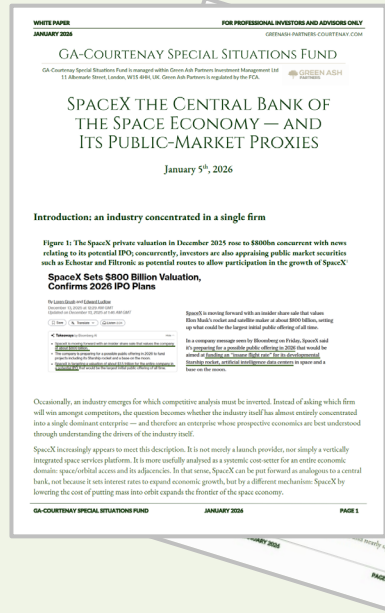 WHITE PAPER
FOR PROFESSIONAL INVESTORS AND ADVISORS ONLY
JANUARY 2026
GREENASH-PARTNERS-COURTENAY.COM
GA-Courtenay Special Situations Fund
GA-Courtenay Special Situations Fund is managed within Green Ash Partners Investment Management Ltd
11 Albemarle Street, London, W1S 4HH, UK. Green Ash Partners is regulated by the FCA.
GREEN ASH
PARTNERS
SpaceX the Central Bank of
the Space Economy — and
Its Public-Market Proxies
January 5th, 2026
Introduction: an industry concentrated in a single firm
Figure 1: The SpaceX private valuation in December 2025 rose to $800bn concurrent with news
relating to its potential IPO; concurrently, investors are also appraising public market securities
such as Echostar and Filtronic as potential routes to allow participation in the growth of SpaceX¹
SpaceX Sets $800 Billion Valuation,
Confirms 2026 IPO Plans
By Loren Grush and Edward Ludlow
SpaceX is moving forward with an insider share sale that values
Elon Musk's rocket and satellite maker at about $800 billion, setting
up what could be the largest initial public offering of all time.
In a company message seen by Bloomberg on Friday, SpaceX said
it's preparing for a possible public offering in 2026 that would be
aimed at funding an "insane flight rate" for its developmental
Starship rocket, artificial intelligence data centers in space and a
base on the moon.
Takeaways by Bloomberg AI
Occasionally, an industry emerges for which competitive analysis must be inverted. Instead of asking which firm
will win amongst competitors, the question becomes whether the industry itself has almost entirely concentrated
into a single dominant enterprise — and therefore an enterprise whose prospective economics are best understood
through understanding the drivers of the industry itself.
SpaceX increasingly appears to meet this description. It is not merely a launch provider, nor simply a vertically
integrated space services platform. It is more usefully analysed as a systemic cost-setter for an entire economic
domain: space/orbital access and its adjacencies. In that sense, SpaceX can be put forward as analogous to a central
bank, not because it sets interest rates to expand economic growth, but by a different mechanism: SpaceX by
lowering the cost of putting mass into orbit expands the frontier of the space economy.
GA-COURTENAY SPECIAL SITUATIONS FUND
JANUARY 2026
PAGE 1